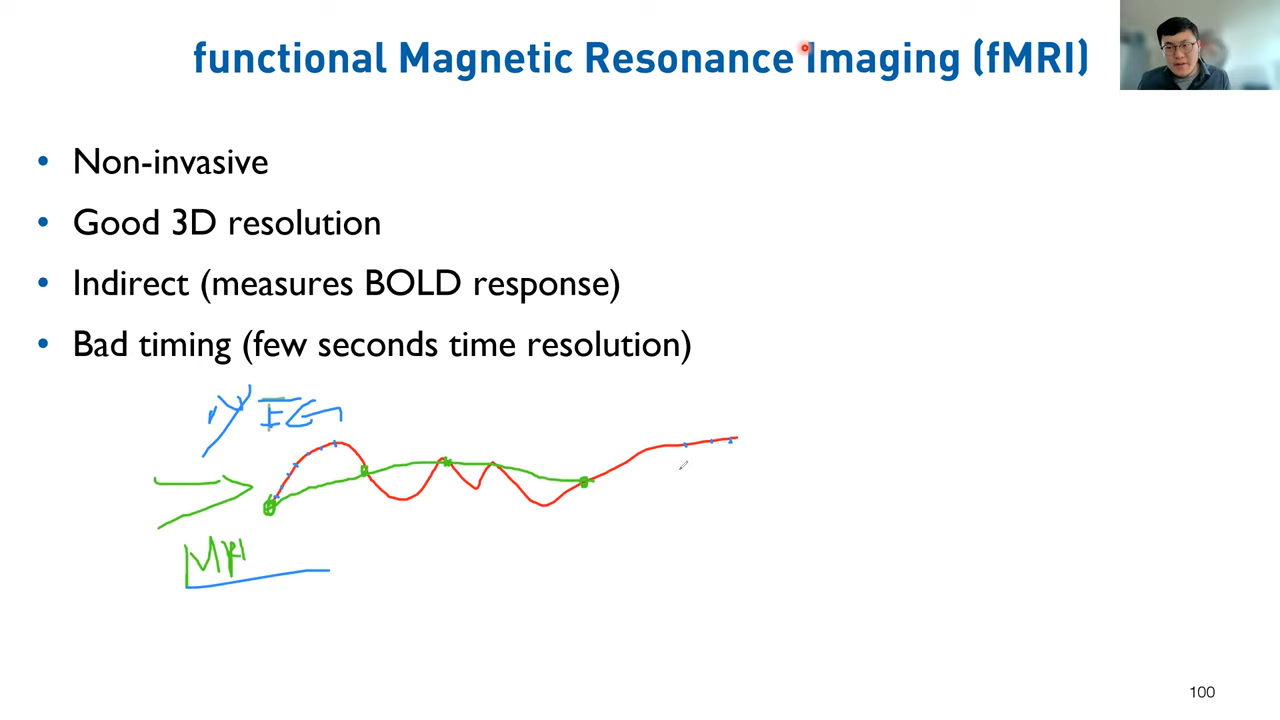 functional Magnetic Resonance Imaging (fMRI)
• Non-invasive
• Good 3D resolution
• Indirect (measures BOLD response)
• Bad timing (few seconds time resolution)
MRI
100